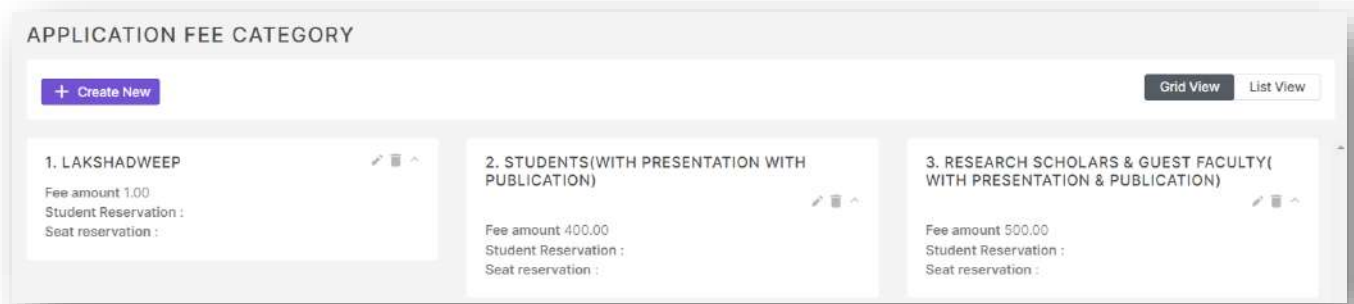 APPLICATION FEE CATEGORY
+ Create New
Grid View
List View
1. LAKSHADWEEP
Fee amount 1.00
Student Reservation :
Seat reservation :
2. STUDENTS(WITH PRESENTATION WITH
PUBLICATION)
Fee amount 400.00
Student Reservation :
Seat reservation :
3. RESEARCH SCHOLARS & GUEST FACULTY(
WITH PRESENTATION & PUBLICATION)
Fee amount 500.00
Student Reservation :
Seat reservation :